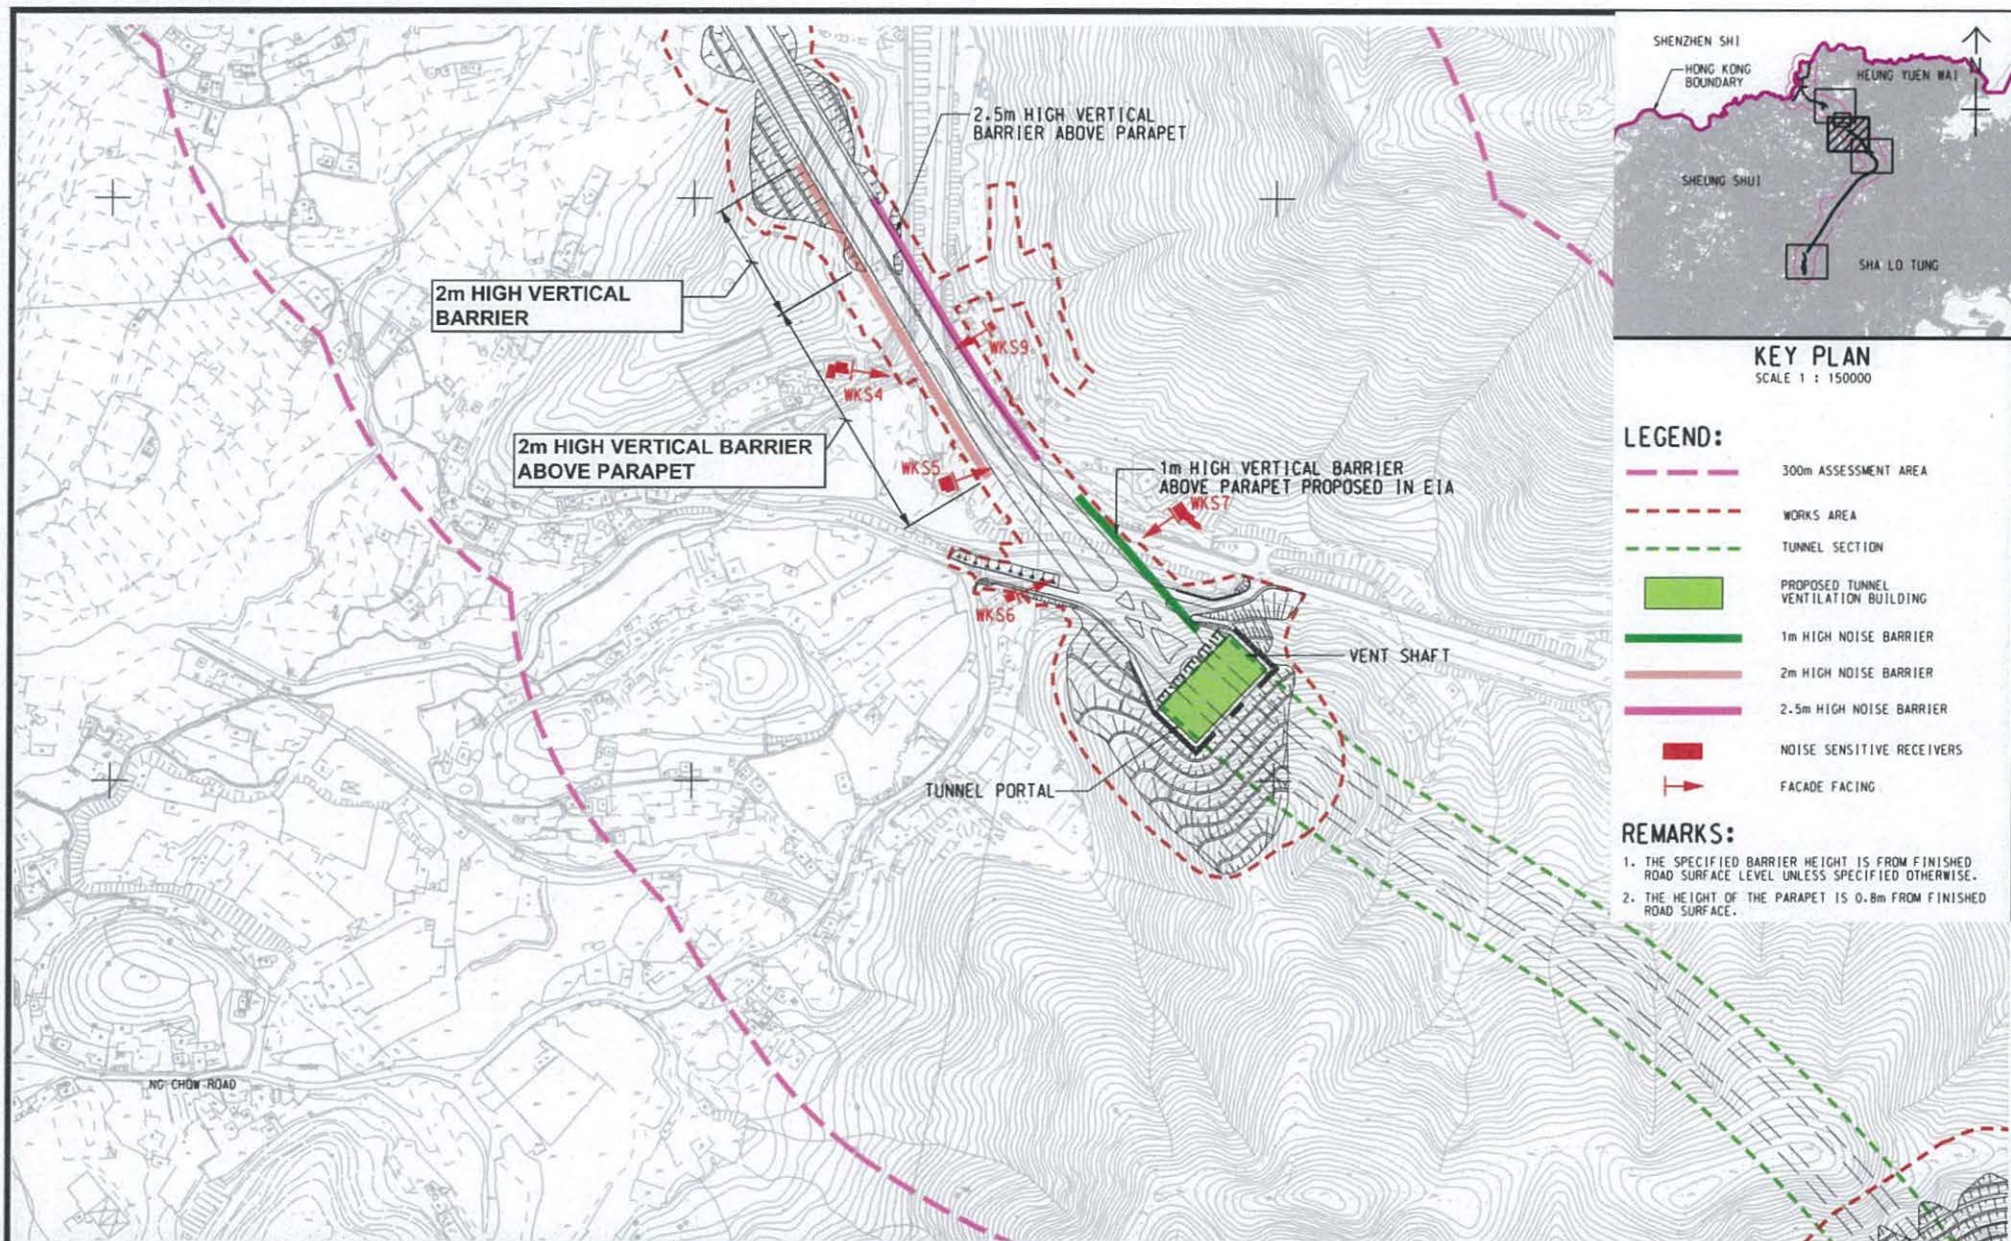 2.5m HIGH VERTICAL
BARRIER ABOVE PARAPET
2m HIGH VERTICAL
BARRIER
WKS9
WKS4
2m HIGH VERTICAL BARRIER
ABOVE PARAPET
WKS5
1m HIGH VERTICAL BARRIER
ABOVE PARAPET PROPOSED IN EIA
WKS7
WKS6
VENT SHAFT
TUNNEL PORTAL
NG CHOW ROAD
SHENZHEN SHI
HONG KONG
BOUNDARY
HEUNG YUEN WAI
N
SHEUNG SHUI
SHA LO TUNG
KEY PLAN
SCALE 1 : 150000
LEGEND:
300m ASSESSMENT AREA
WORKS AREA
TUNNEL SECTION
PROPOSED TUNNEL
VENTILATION BUILDING
1m HIGH NOISE BARRIER
2m HIGH NOISE BARRIER
2.5m HIGH NOISE BARRIER
NOISE SENSITIVE RECEIVERS
FACADE FACING
REMARKS:
1. THE SPECIFIED BARRIER HEIGHT IS FROM FINISHED
ROAD SURFACE LEVEL UNLESS SPECIFIED OTHERWISE.
2. THE HEIGHT OF THE PARAPET IS 0.8m FROM FINISHED
ROAD SURFACE.